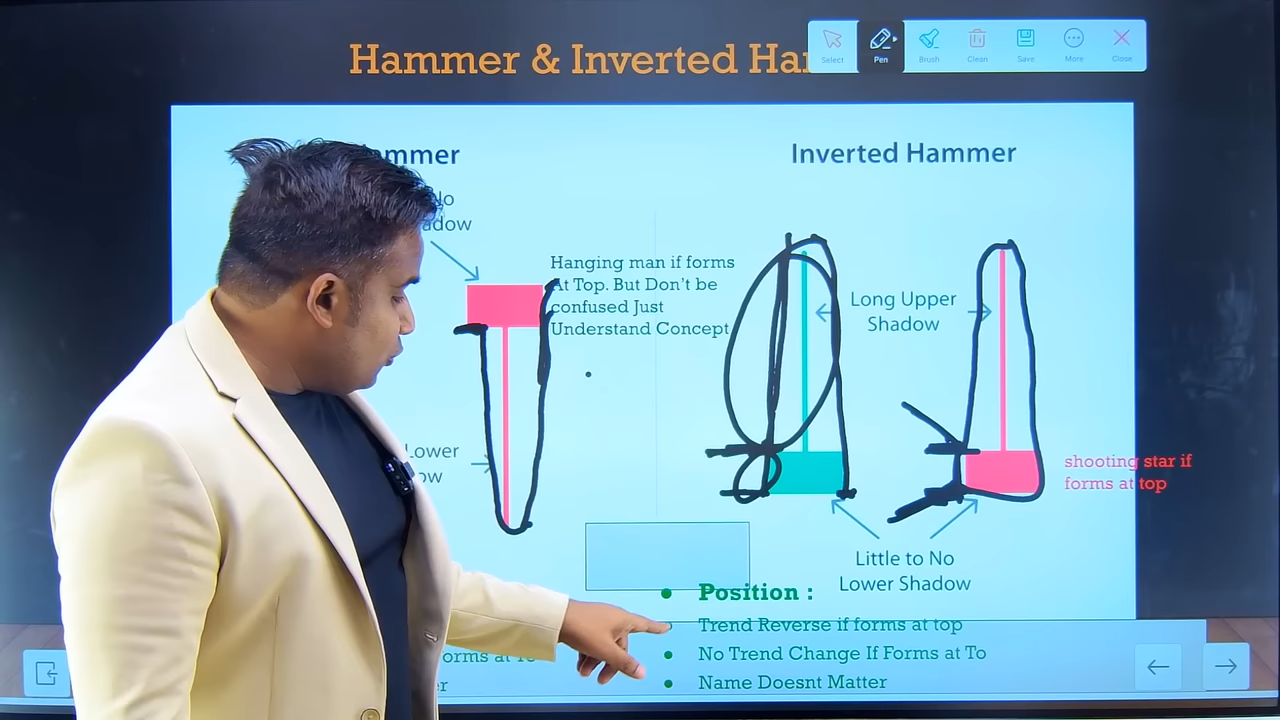 Hammer & Inverted
Select
Pen
Brush
Clean
Save
More
Close
Inverted Hammer
Hanging man if forms
At Top. But Don't be
confused Just
Understand Concept
Long Upper
Shadow
shooting star if
forms at top
Little to No
Lower Shadow
Position :
Trend Reverse if forms at top
No Trend Change If Forms at To
Name Doesnt Matter